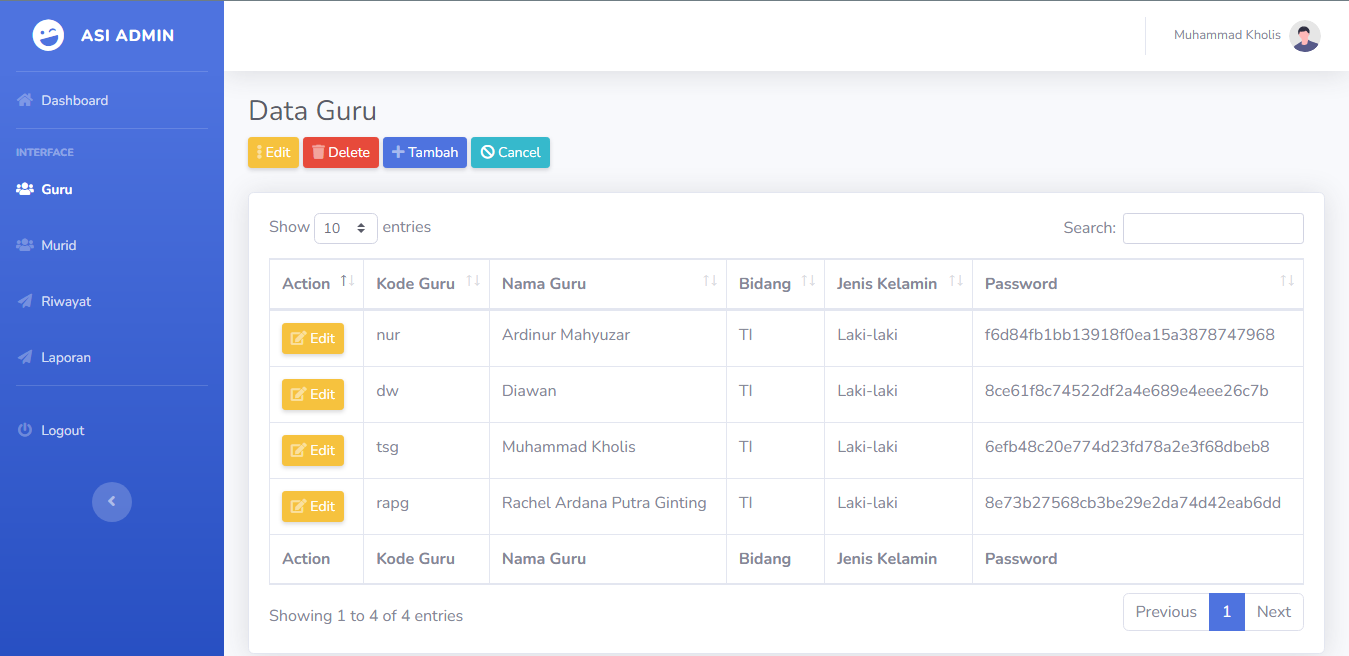 ASI ADMIN
Muhammad Kholis
Dashboard
INTERFACE
Guru
Murid
Riwayat
Laporan
Logout
Data Guru
Edit Delete Tambah Cancel
Show 10 entries Search:
Action Kode Guru Nama Guru Bidang Jenis Kelamin Password
Edit nur Ardinur Mahyuzar TI Laki-laki f6d84fb1bb13918f0ea15a3878747968
Edit dw Diawan TI Laki-laki 8ce61f8c74522df2a4e689e4eee26c7b
Edit tsg Muhammad Kholis TI Laki-laki 6efb48c20e774d23fd78a2e3f68dbeb8
Edit rapg Rachel Ardana Putra Ginting TI Laki-laki 8e73b27568cb3be29e2da74d42eab6dd
Action Kode Guru Nama Guru Bidang Jenis Kelamin Password
Showing 1 to 4 of 4 entries
Previous 1 Next